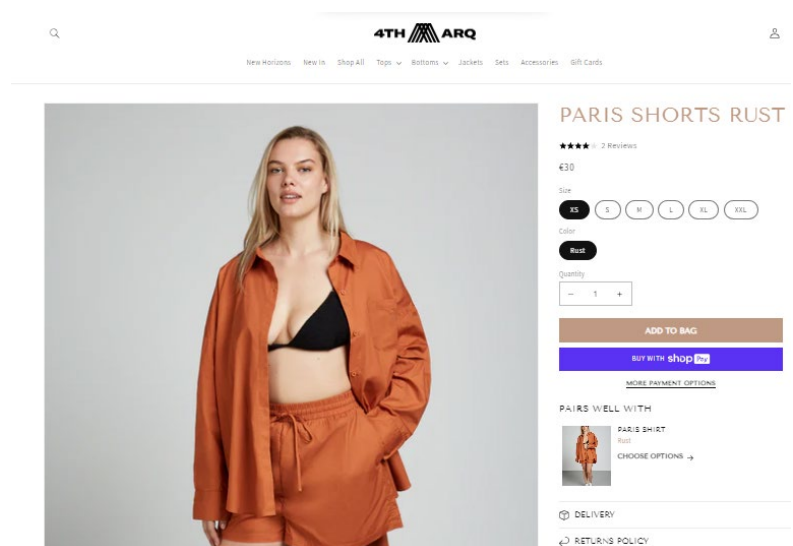 4TH ARQ
New Horizons New In Shop All Tops Bottoms Jackets Sets Accessories Gift Cards
PARIS SHORTS RUST
2 Reviews
€30
Size
XS S M L XL XXL
Color
Rust
Quantity
− 1 +
ADD TO BAG
BUY WITH shop Pay
MORE PAYMENT OPTIONS
PAIRS WELL WITH
PARIS SHIRT
Rust
CHOOSE OPTIONS →
DELIVERY
RETURNS POLICY